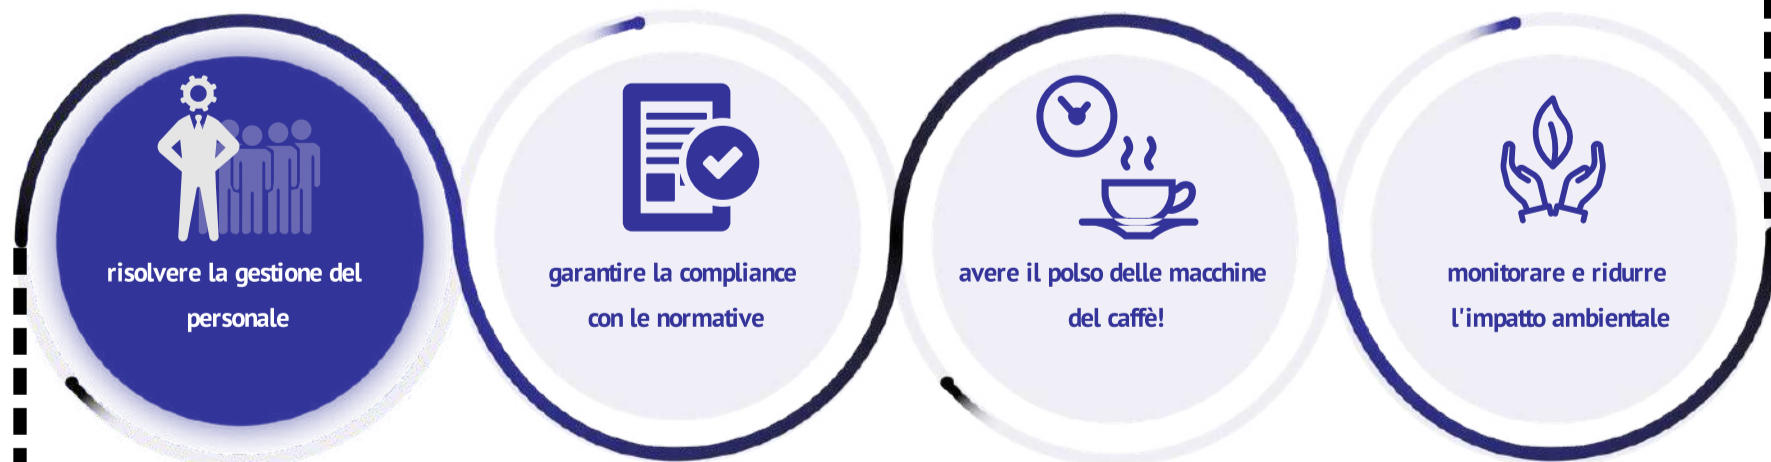 risolvere la gestione del
personale
garantire la compliance
con le normative
avere il polso delle macchine
del caffè!
monitorare e ridurre
l'impatto ambientale